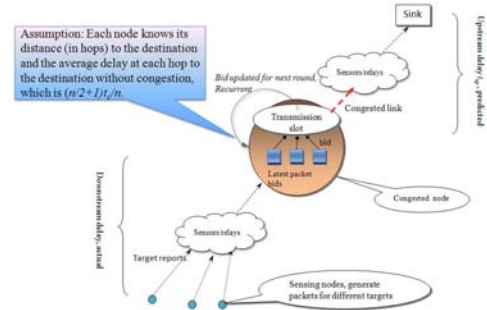 Assumption: Each node knows its
distance (in hops) to the destination
and the average delay at each hop to
the destination without congestion,
which is (n/2+1)t_s/n.
Sink
Sensors relays
Upstream delay t_up, predicted
Bid updated for next round,
Recurrent
Congested link
Transmission
slot
bid
Latest packet
bids
Congested node
Downstream delay, actual
Sensors relays
Target reports
Sensing nodes, generate
packets for different targets